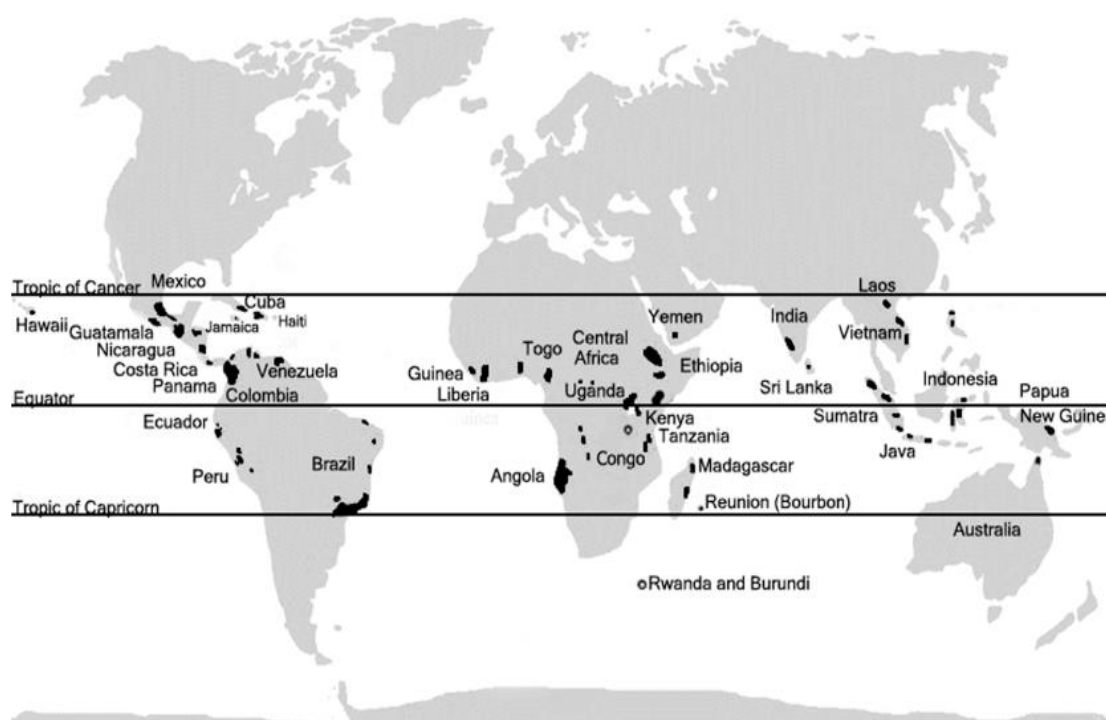 Tropic of Cancer
Mexico
Hawaii
Guatamala
Nicaragua
Costa Rica
Panama
Colombia
Venezuela
Cuba
Jamaica
Haiti
Equator
Ecuador
Peru
Brazil
Tropic of Capricorn
Guinea
Liberia
Togo
Central
Africa
Yemen
Ethiopia
Uganda
Kenya
Tanzania
Congo
Angola
Madagascar
Reunion (Bourbon)
Rwanda and Burundi
India
Sri Lanka
Laos
Vietnam
Indonesia
Sumatra
Java
Papua
New Guine
Australia